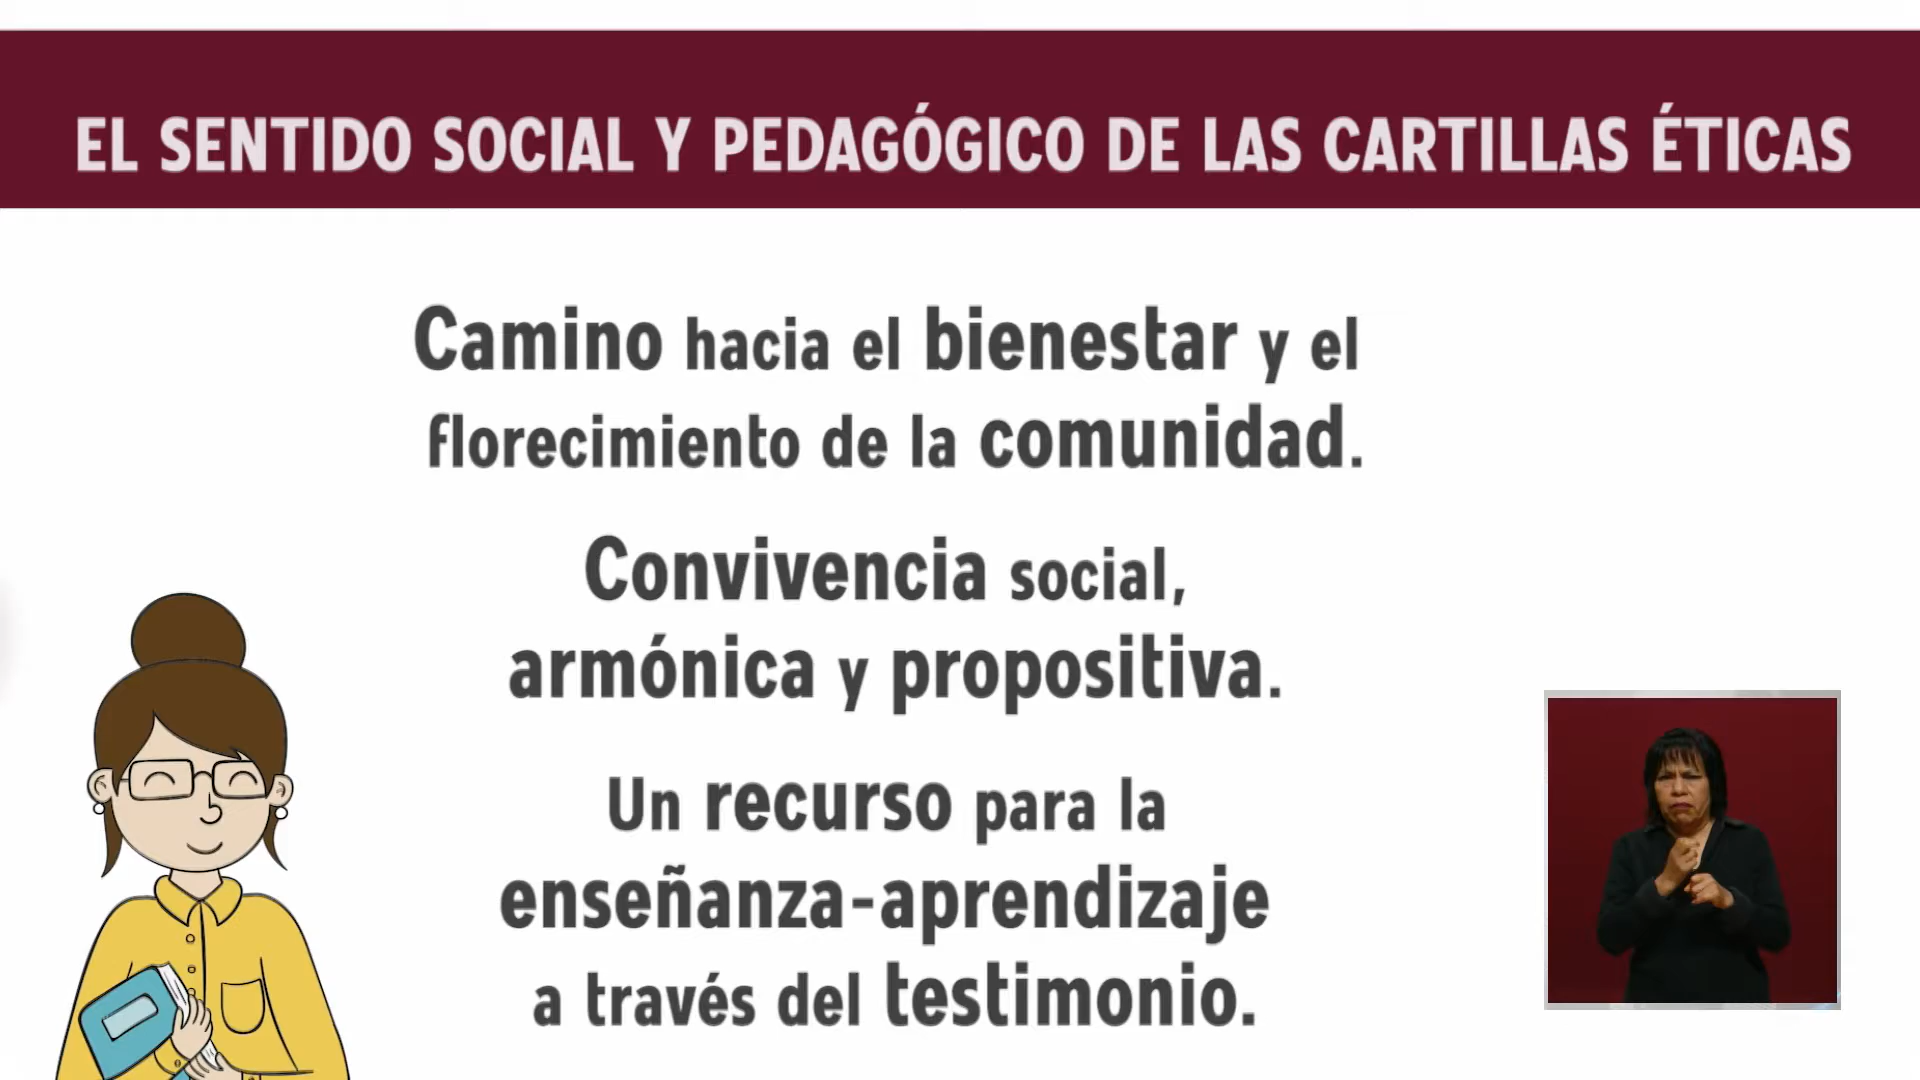 EL SENTIDO SOCIAL Y PEDAGÓGICO DE LAS CARTILLAS ÉTICAS
Camino hacia el bienestar y el
florecimiento de la comunidad.
Convivencia social,
armónica y propositiva.
Un recurso para la
enseñanza-aprendizaje
a través del testimonio.